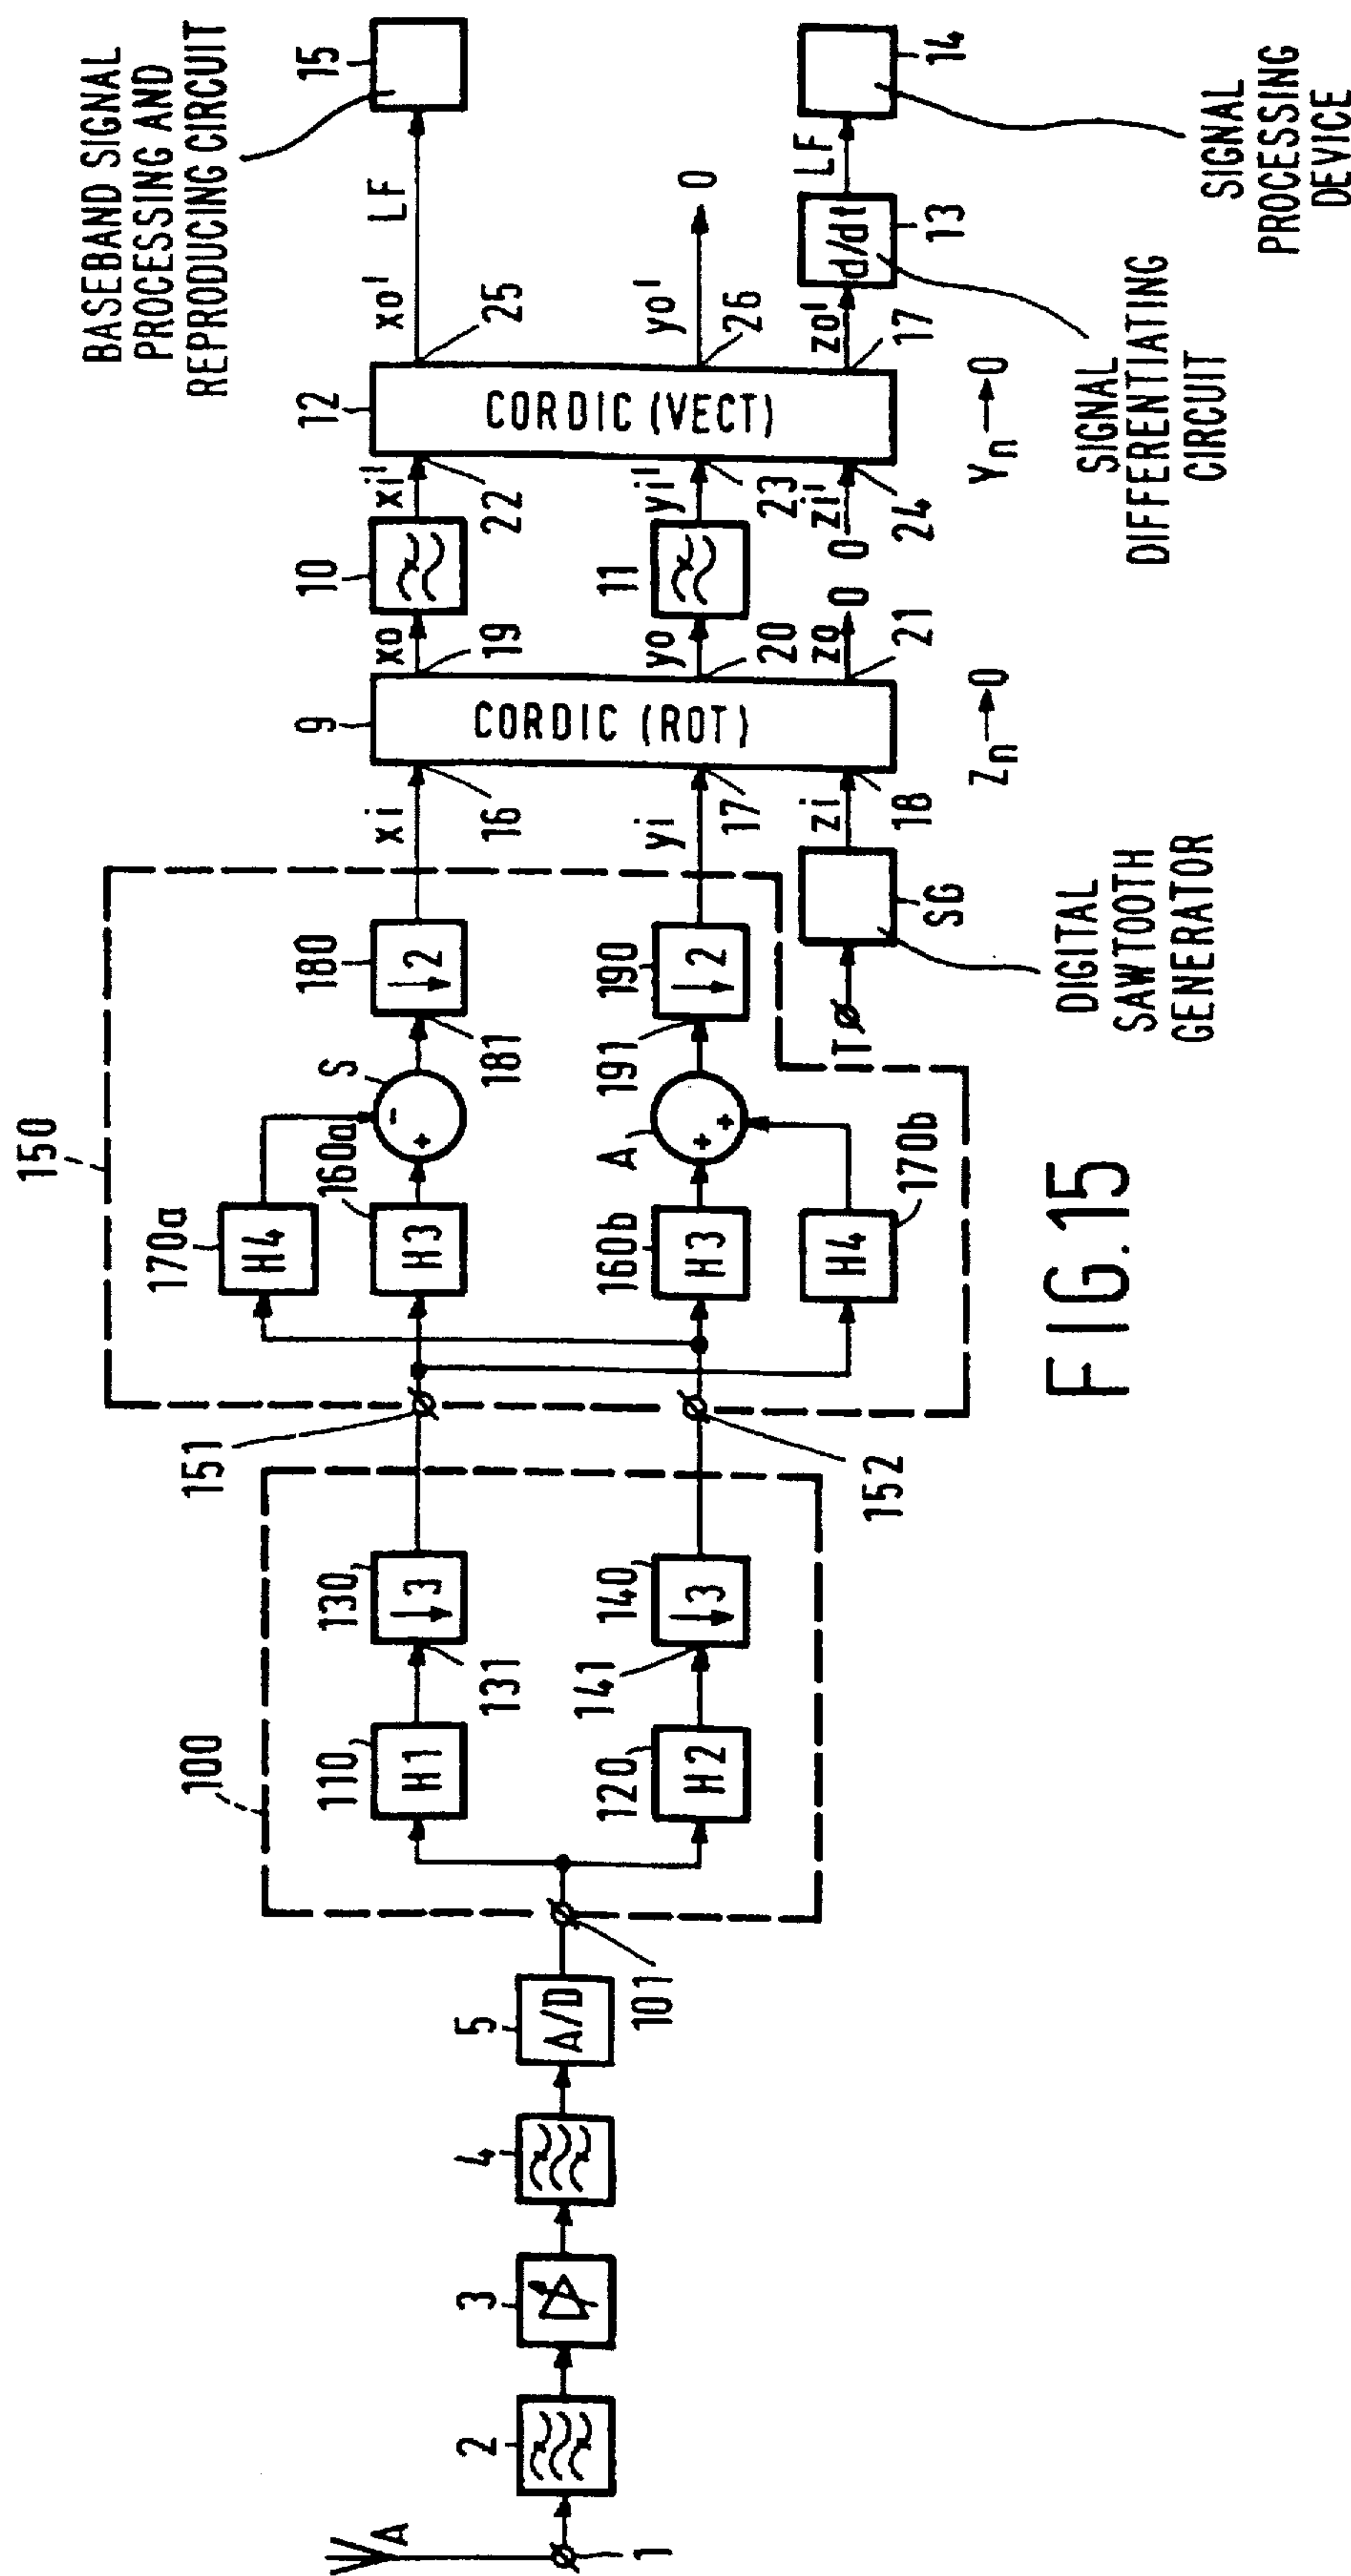 BASEBAND SIGNAL
PROCESSING AND
REPRODUCING CIRCUIT
15
LF
xo'
25
12
CORDIC (VECT)
xi'
22
10
xo
19
9
CORDIC (ROT)
xi
16
0
yo'
26
yi'
23
11
yo
20
yi
17
14
SIGNAL
PROCESSING
DEVICE
LF
d/dt
13
SIGNAL
DIFFERENTIATING
CIRCUIT
zo'
17
zi'
24
0
Yn → 0
0
zo
21
Zn → 0
zi
18
SG
DIGITAL
SAWTOOTH
GENERATOR
T
150
180
↓2
181
S
-
+
170a
H4
160a
H3
190
↓2
191
A
+
+
160b
H3
170b
H4
151
152
100
130
↓3
131
110
H1
140
↓3
141
120
H2
101
5
A/D
4
3
2
A
1
FIG.15